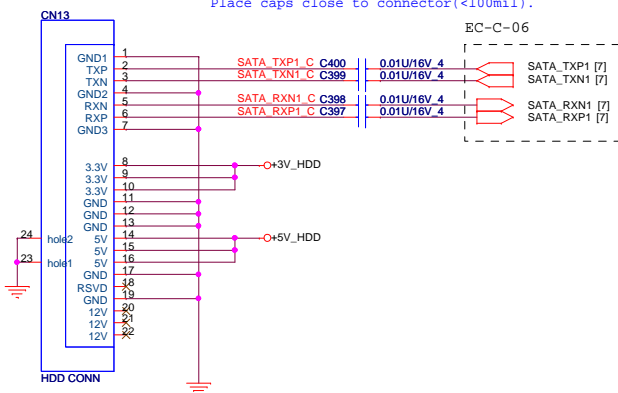 Place caps close to connector(<100mil).
CN13
EC-C-06
GND1 1
TXP 2 SATA_TXP1_C C400 0.01U/16V_4 SATA_TXP1 [7]
TXN 3 SATA_TXN1_C C399 0.01U/16V_4 SATA_TXN1 [7]
GND2 4
RXN 5 SATA_RXN1_C C398 0.01U/16V_4 SATA_RXN1 [7]
RXP 6 SATA_RXP1_C C397 0.01U/16V_4 SATA_RXP1 [7]
GND3 7
3.3V 8 +3V_HDD
3.3V 9
3.3V 10
GND 11
GND 12
GND 13
24 hole2 5V 14 +5V_HDD
5V 15
23 hole1 5V 16
GND 17
RSVD 18
GND 19
12V 20
12V 21
12V 22
HDD CONN